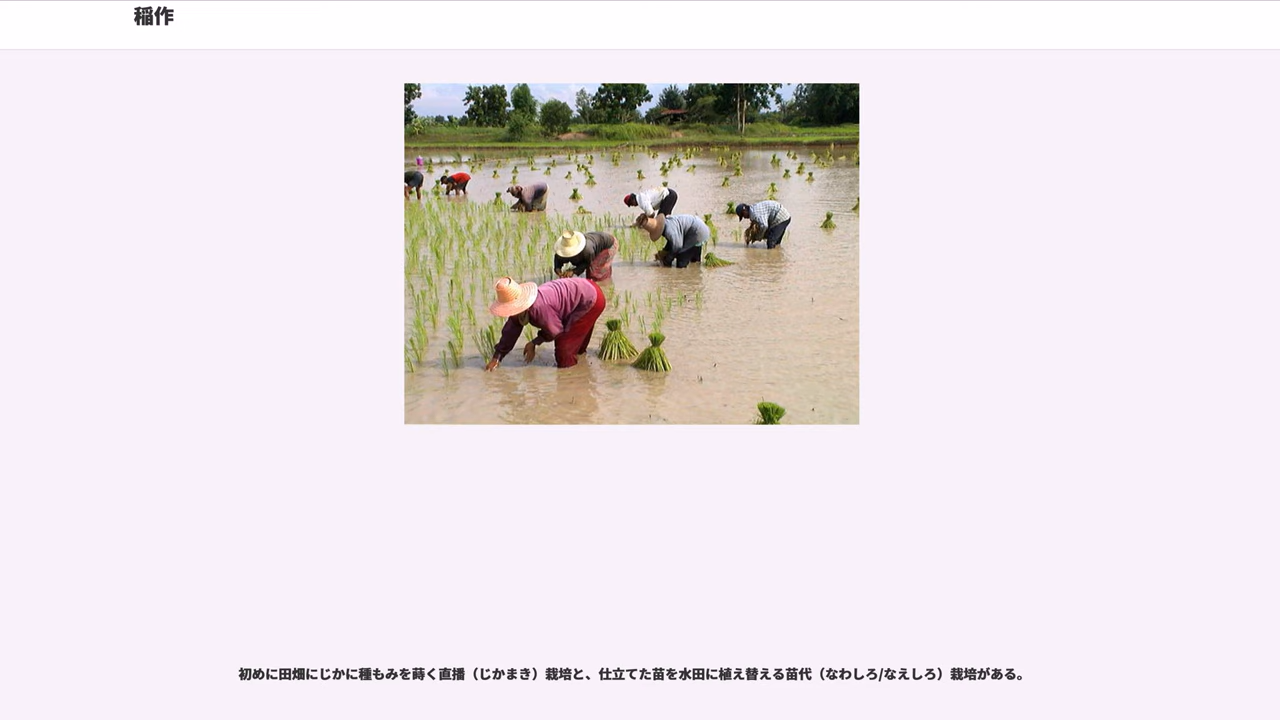 稲作
初めに田畑にじかに種もみを蒔く直播（じかまき）栽培と、仕立てた苗を水田に植え替える苗代（なわしろ/なえしろ）栽培がある。